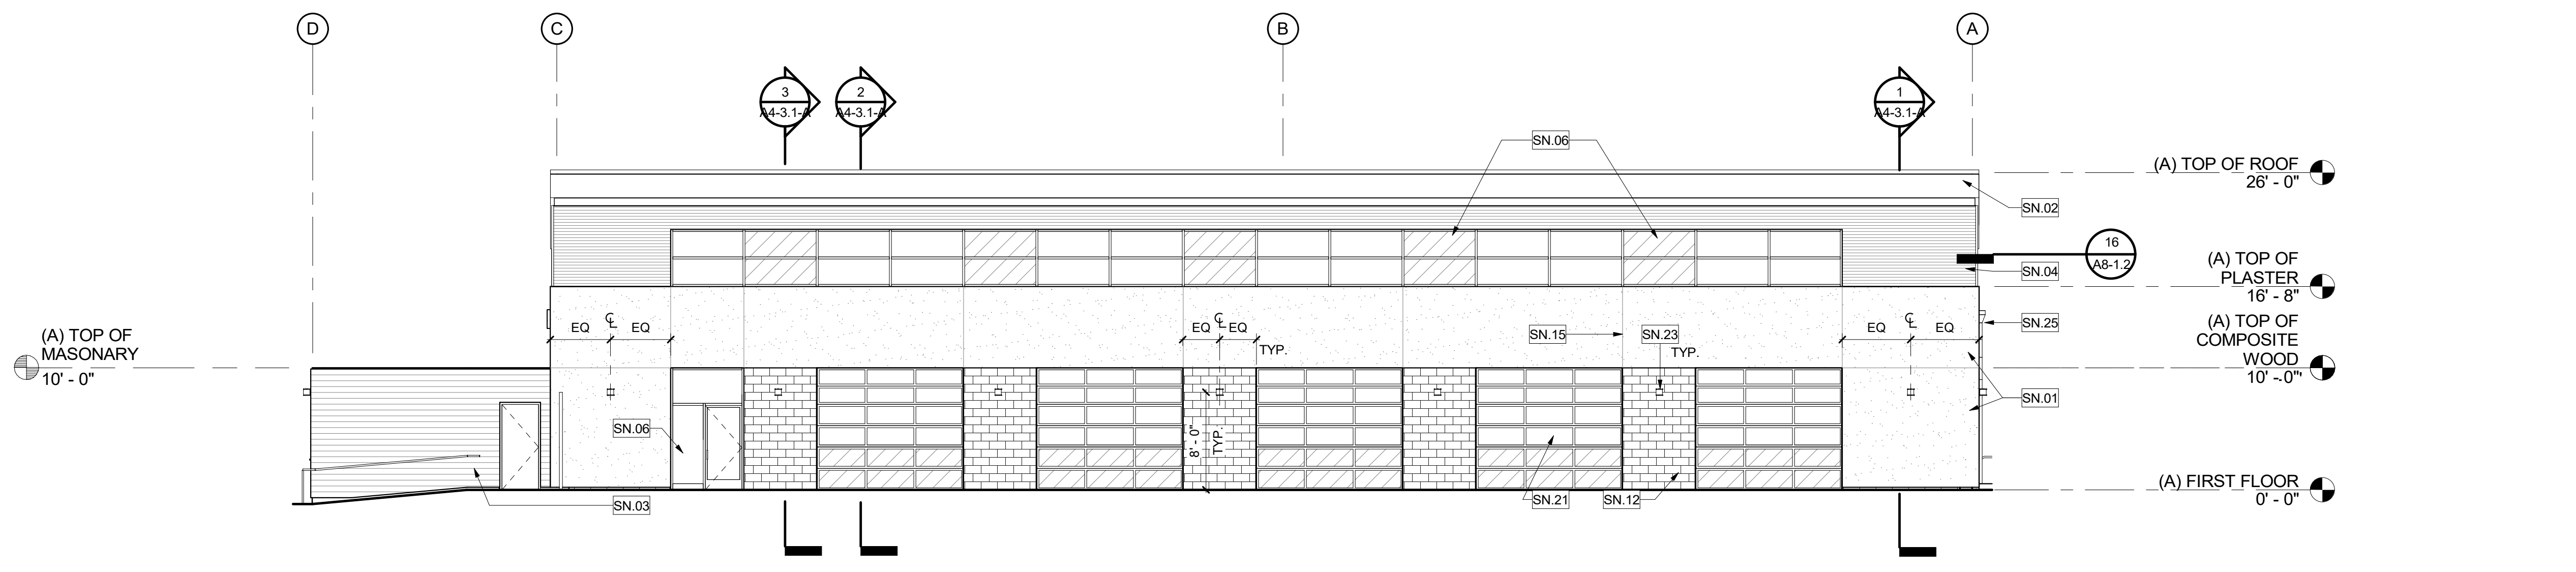 D
C
B
A
3
A4-3.1-A
2
A4-3.1-A
1
A4-3.1-A
SN.06
(A) TOP OF ROOF
26' - 0"
SN.02
16
A8-1.2
SN.04
(A) TOP OF
PLASTER
16' - 8"
(A) TOP OF
MASONARY
10' - 0"
EQ
CL
EQ
EQ
CL
EQ
TYP.
SN.15
SN.23
TYP.
EQ
CL
EQ
SN.25
(A) TOP OF
COMPOSITE
WOOD
10' - 0"
SN.01
SN.06
8' - 0"
TYP.
SN.03
SN.21
SN.12
(A) FIRST FLOOR
0' - 0"